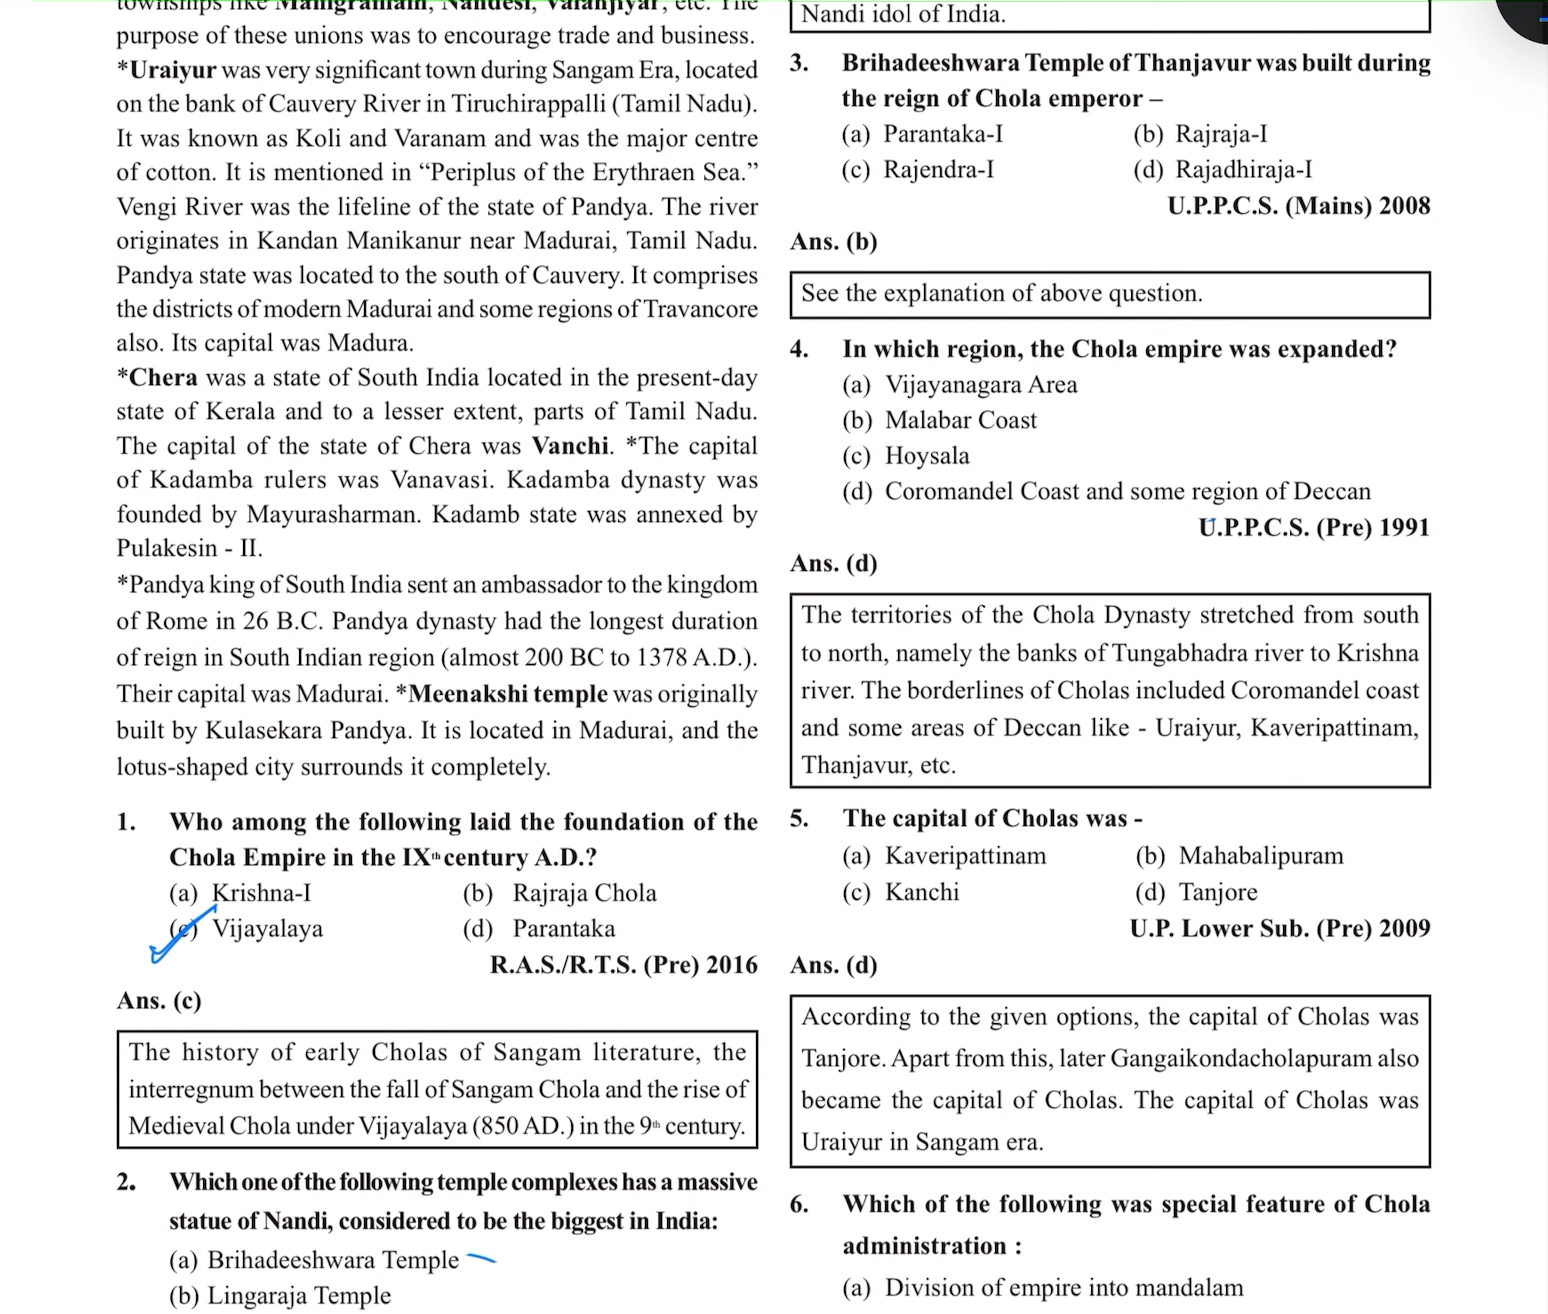 townships like Manigramam, Nandesi, Valanjiyar, etc. The
purpose of these unions was to encourage trade and business.
*Uraiyur was very significant town during Sangam Era, located
on the bank of Cauvery River in Tiruchirappalli (Tamil Nadu).
It was known as Koli and Varanam and was the major centre
of cotton. It is mentioned in “Periplus of the Erythraen Sea.”
Vengi River was the lifeline of the state of Pandya. The river
originates in Kandan Manikanur near Madurai, Tamil Nadu.
Pandya state was located to the south of Cauvery. It comprises
the districts of modern Madurai and some regions of Travancore
also. Its capital was Madura.
*Chera was a state of South India located in the present-day
state of Kerala and to a lesser extent, parts of Tamil Nadu.
The capital of the state of Chera was Vanchi. *The capital
of Kadamba rulers was Vanavasi. Kadamba dynasty was
founded by Mayurasharman. Kadamb state was annexed by
Pulakesin - II.
*Pandya king of South India sent an ambassador to the kingdom
of Rome in 26 B.C. Pandya dynasty had the longest duration
of reign in South Indian region (almost 200 BC to 1378 A.D.).
Their capital was Madurai. *Meenakshi temple was originally
built by Kulasekara Pandya. It is located in Madurai, and the
lotus-shaped city surrounds it completely.
1. Who among the following laid the foundation of the
Chola Empire in the IXth century A.D.?
(a) Krishna-I (b) Rajraja Chola
(c) Vijayalaya (d) Parantaka
R.A.S./R.T.S. (Pre) 2016
Ans. (c)
The history of early Cholas of Sangam literature, the
interregnum between the fall of Sangam Chola and the rise of
Medieval Chola under Vijayalaya (850 AD.) in the 9th century.
2. Which one of the following temple complexes has a massive
statue of Nandi, considered to be the biggest in India:
(a) Brihadeeshwara Temple
(b) Lingaraja Temple
Nandi idol of India.
3. Brihadeeshwara Temple of Thanjavur was built during
the reign of Chola emperor –
(a) Parantaka-I (b) Rajraja-I
(c) Rajendra-I (d) Rajadhiraja-I
U.P.P.C.S. (Mains) 2008
Ans. (b)
See the explanation of above question.
4. In which region, the Chola empire was expanded?
(a) Vijayanagara Area
(b) Malabar Coast
(c) Hoysala
(d) Coromandel Coast and some region of Deccan
U.P.P.C.S. (Pre) 1991
Ans. (d)
The territories of the Chola Dynasty stretched from south
to north, namely the banks of Tungabhadra river to Krishna
river. The borderlines of Cholas included Coromandel coast
and some areas of Deccan like - Uraiyur, Kaveripattinam,
Thanjavur, etc.
5. The capital of Cholas was -
(a) Kaveripattinam (b) Mahabalipuram
(c) Kanchi (d) Tanjore
U.P. Lower Sub. (Pre) 2009
Ans. (d)
According to the given options, the capital of Cholas was
Tanjore. Apart from this, later Gangaikondacholapuram also
became the capital of Cholas. The capital of Cholas was
Uraiyur in Sangam era.
6. Which of the following was special feature of Chola
administration :
(a) Division of empire into mandalam